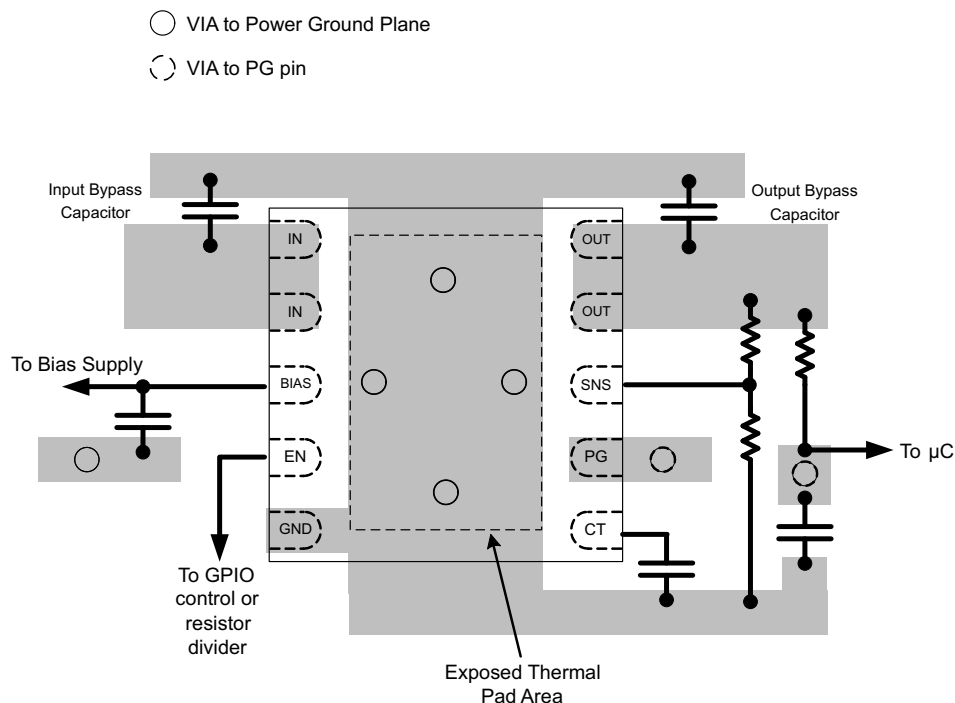 VIA to Power Ground Plane
VIA to PG pin
Input Bypass
Capacitor
Output Bypass
Capacitor
IN
OUT
IN
OUT
To Bias Supply
BIAS
SNS
EN
PG
To µC
GND
CT
To GPIO
control or
resistor
divider
Exposed Thermal
Pad Area